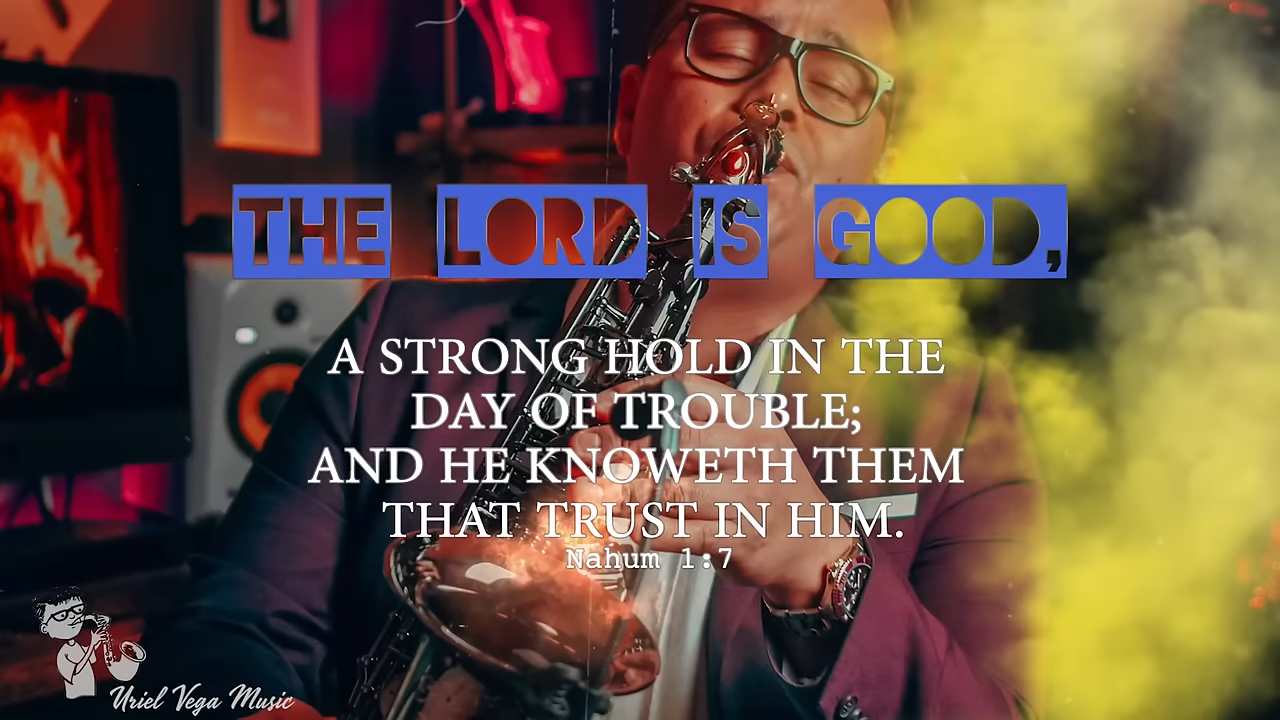 THE LORD IS GOOD,
A STRONG HOLD IN THE
DAY OF TROUBLE;
AND HE KNOWETH THEM
THAT TRUST IN HIM.
Nahum 1:7
Uriel Vega Music